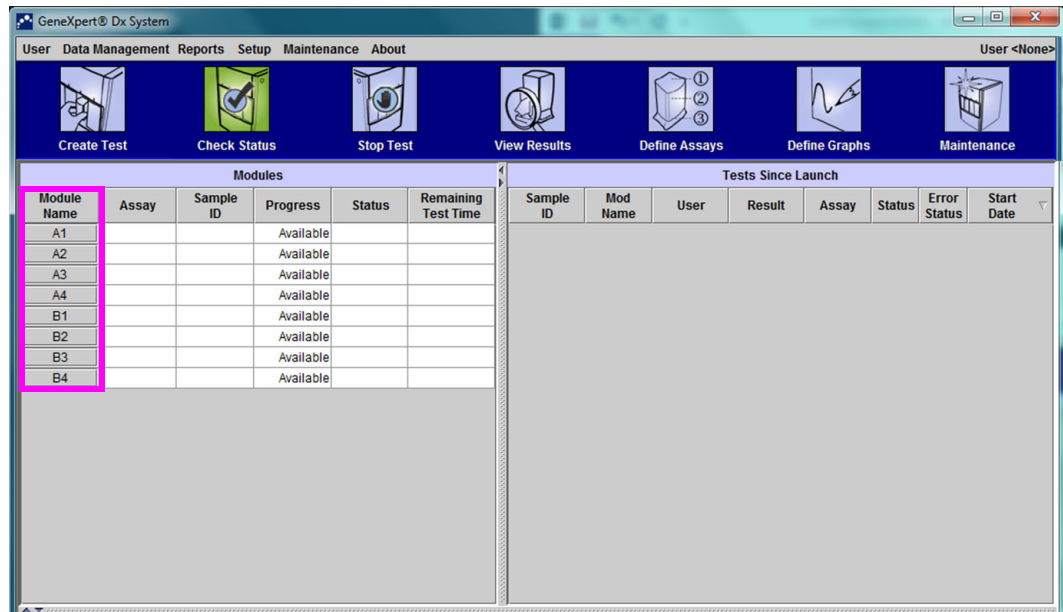 GeneXpert® Dx System
User Data Management Reports Setup Maintenance About User <None>
Create Test Check Status Stop Test View Results Define Assays Define Graphs Maintenance
①
②
③
Modules Tests Since Launch
Module Name Assay Sample ID Progress Status Remaining Test Time Sample ID Mod Name User Result Assay Status Error Status Start Date
A1 Available
A2 Available
A3 Available
A4 Available
B1 Available
B2 Available
B3 Available
B4 Available